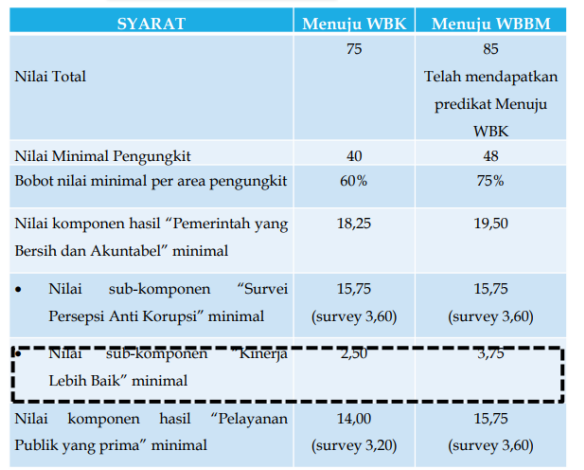 SYARAT Menuju WBK Menuju WBBM
Nilai Total 75 85
Telah mendapatkan
predikat Menuju
WBK
Nilai Minimal Pengungkit 40 48
Bobot nilai minimal per area pengungkit 60% 75%
Nilai komponen hasil “Pemerintah yang 18,25 19,50
Bersih dan Akuntabel” minimal
• Nilai sub-komponen “Survei 15,75 15,75
Persepsi Anti Korupsi” minimal (survey 3,60) (survey 3,60)
• Nilai sub-komponen “Kinerja 2,50 3,75
Lebih Baik” minimal
Nilai komponen hasil “Pelayanan 14,00 15,75
Publik yang prima” minimal (survey 3,20) (survey 3,60)